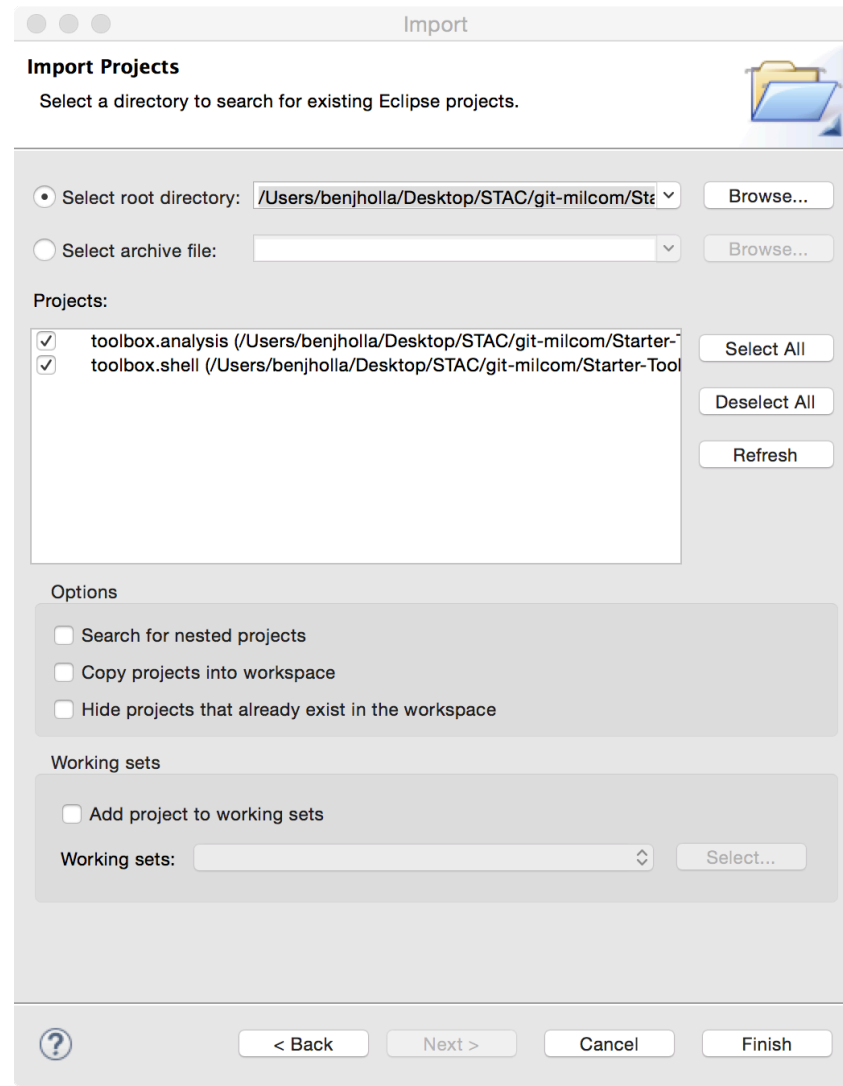 Import
Import Projects
Select a directory to search for existing Eclipse projects.
Select root directory: /Users/benjholla/Desktop/STAC/git-milcom/Sta Browse...
Select archive file: Browse...
Projects:
toolbox.analysis (/Users/benjholla/Desktop/STAC/git-milcom/Starter-
toolbox.shell (/Users/benjholla/Desktop/STAC/git-milcom/Starter-Tool
Select All
Deselect All
Refresh
Options
Search for nested projects
Copy projects into workspace
Hide projects that already exist in the workspace
Working sets
Add project to working sets
Working sets: Select...
? < Back Next > Cancel Finish